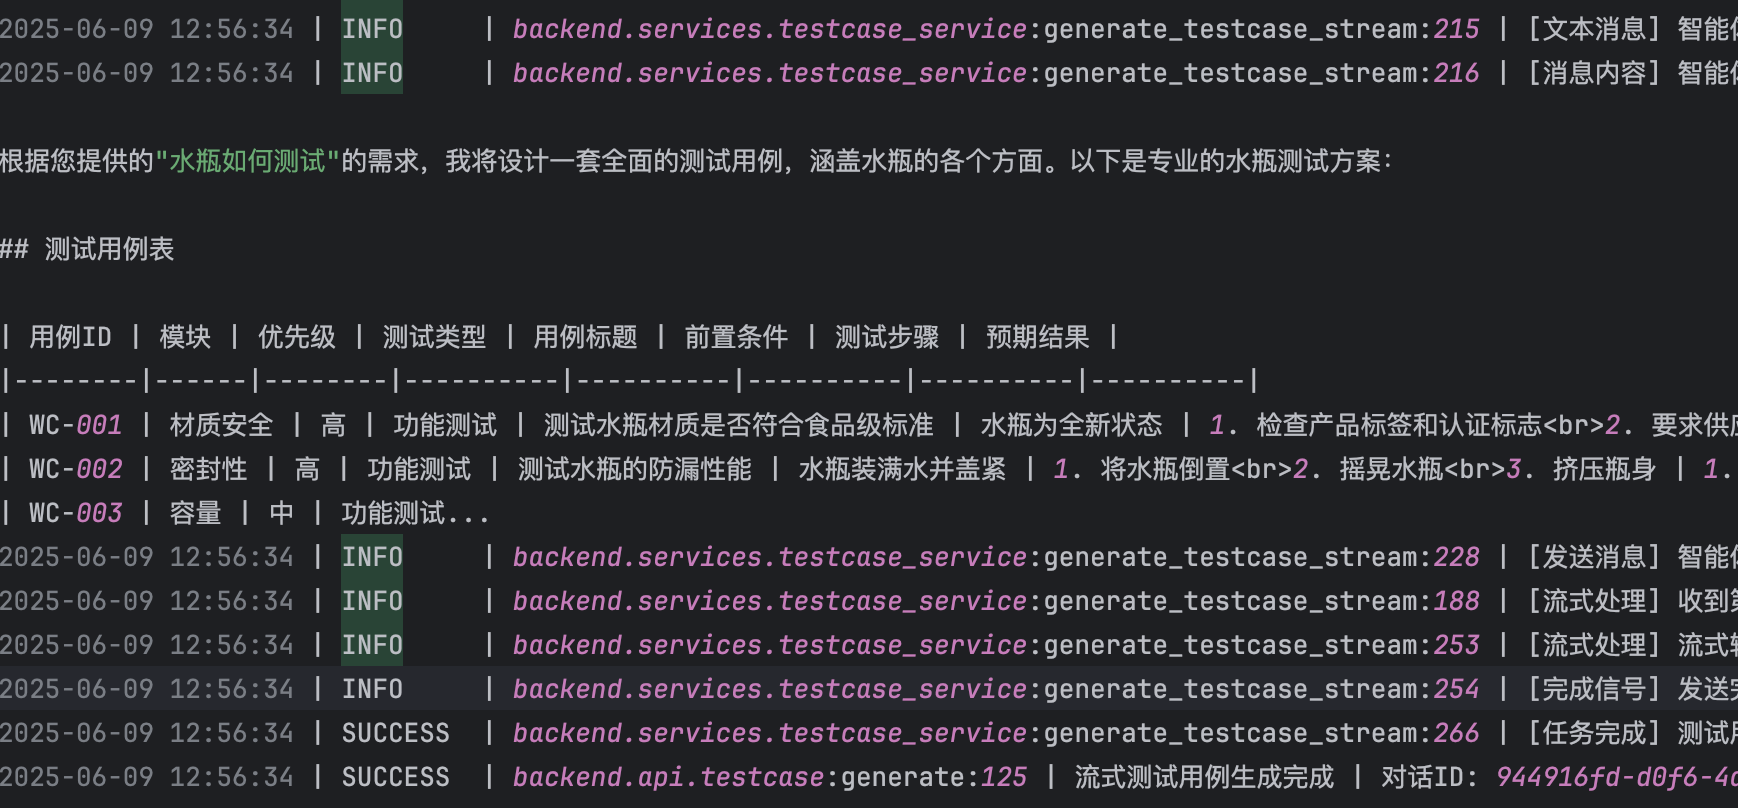 2025-06-09 12:56:34 | INFO     | backend.services.testcase_service:generate_testcase_stream:215 | [文本消息] 智能
2025-06-09 12:56:34 | INFO     | backend.services.testcase_service:generate_testcase_stream:216 | [消息内容] 智能
根据您提供的"水瓶如何测试"的需求，我将设计一套全面的测试用例，涵盖水瓶的各个方面。以下是专业的水瓶测试方案：
## 测试用例表
| 用例ID | 模块 | 优先级 | 测试类型 | 用例标题 | 前置条件 | 测试步骤 | 预期结果 |
|--------|------|--------|----------|----------|----------|----------|----------|
| WC-001 | 材质安全 | 高 | 功能测试 | 测试水瓶材质是否符合食品级标准 | 水瓶为全新状态 | 1. 检查产品标签和认证标志<br>2. 要求供
| WC-002 | 密封性 | 高 | 功能测试 | 测试水瓶的防漏性能 | 水瓶装满水并盖紧 | 1. 将水瓶倒置<br>2. 摇晃水瓶<br>3. 挤压瓶身 | 1.
| WC-003 | 容量 | 中 | 功能测试...
2025-06-09 12:56:34 | INFO     | backend.services.testcase_service:generate_testcase_stream:228 | [发送消息] 智能
2025-06-09 12:56:34 | INFO     | backend.services.testcase_service:generate_testcase_stream:188 | [流式处理] 收到
2025-06-09 12:56:34 | INFO     | backend.services.testcase_service:generate_testcase_stream:253 | [流式处理] 流式
2025-06-09 12:56:34 | INFO     | backend.services.testcase_service:generate_testcase_stream:254 | [完成信号] 发送
2025-06-09 12:56:34 | SUCCESS  | backend.services.testcase_service:generate_testcase_stream:266 | [任务完成] 测试
2025-06-09 12:56:34 | SUCCESS  | backend.api.testcase:generate:125 | 流式测试用例生成完成 | 对话ID: 944916fd-d0f6-4